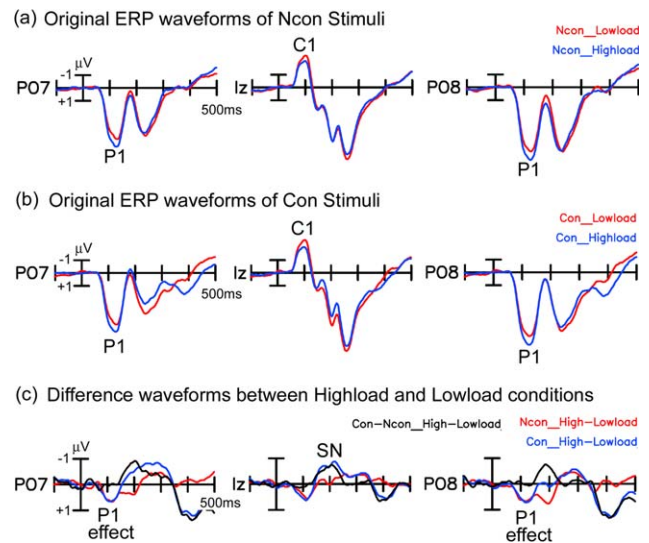 (a) Original ERP waveforms of Ncon Stimuli
C1
Ncon__Lowload
Ncon__Highload
-1 μV
PO7
+1
500ms
P1
Iz
PO8
P1
(b) Original ERP waveforms of Con Stimuli
C1
Con__Lowload
Con__Highload
-1 μV
PO7
+1
500ms
P1
Iz
PO8
P1
(c) Difference waveforms between Highload and Lowload conditions
Con-Ncon__High-Lowload
Ncon__High-Lowload
Con__High-Lowload
-1 μV
PO7
+1
500ms
P1
effect
SN
Iz
PO8
P1
effect